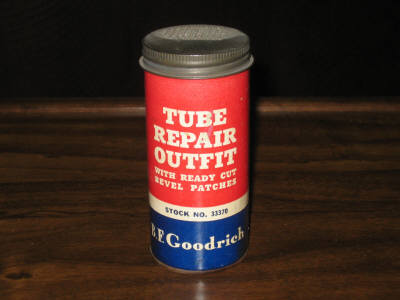 TUBE
REPAIR
OUTFIT
WITH READY CUT
BEVEL PATCHES
STOCK NO. 33370
B.F. Goodrich